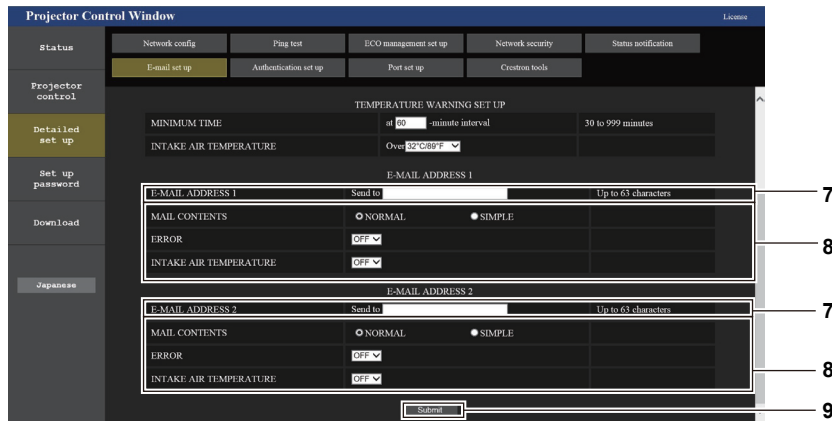 Projector Control Window License
Status
Network config Ping test ECO management set up Network security Status notification
E-mail set up Authentication set up Port set up Crestron tools
Projector control
Detailed set up
Set up password
Download
Japanese
TEMPERATURE WARNING SET UP
MINIMUM TIME at 60 -minute interval 30 to 999 minutes
INTAKE AIR TEMPERATURE Over 32°C/89°F
E-MAIL ADDRESS 1
E-MAIL ADDRESS 1 Send to Up to 63 characters 7
MAIL CONTENTS NORMAL SIMPLE
ERROR OFF 8
INTAKE AIR TEMPERATURE OFF
E-MAIL ADDRESS 2
E-MAIL ADDRESS 2 Send to Up to 63 characters 7
MAIL CONTENTS NORMAL SIMPLE
ERROR OFF
INTAKE AIR TEMPERATURE OFF 8
Submit 9